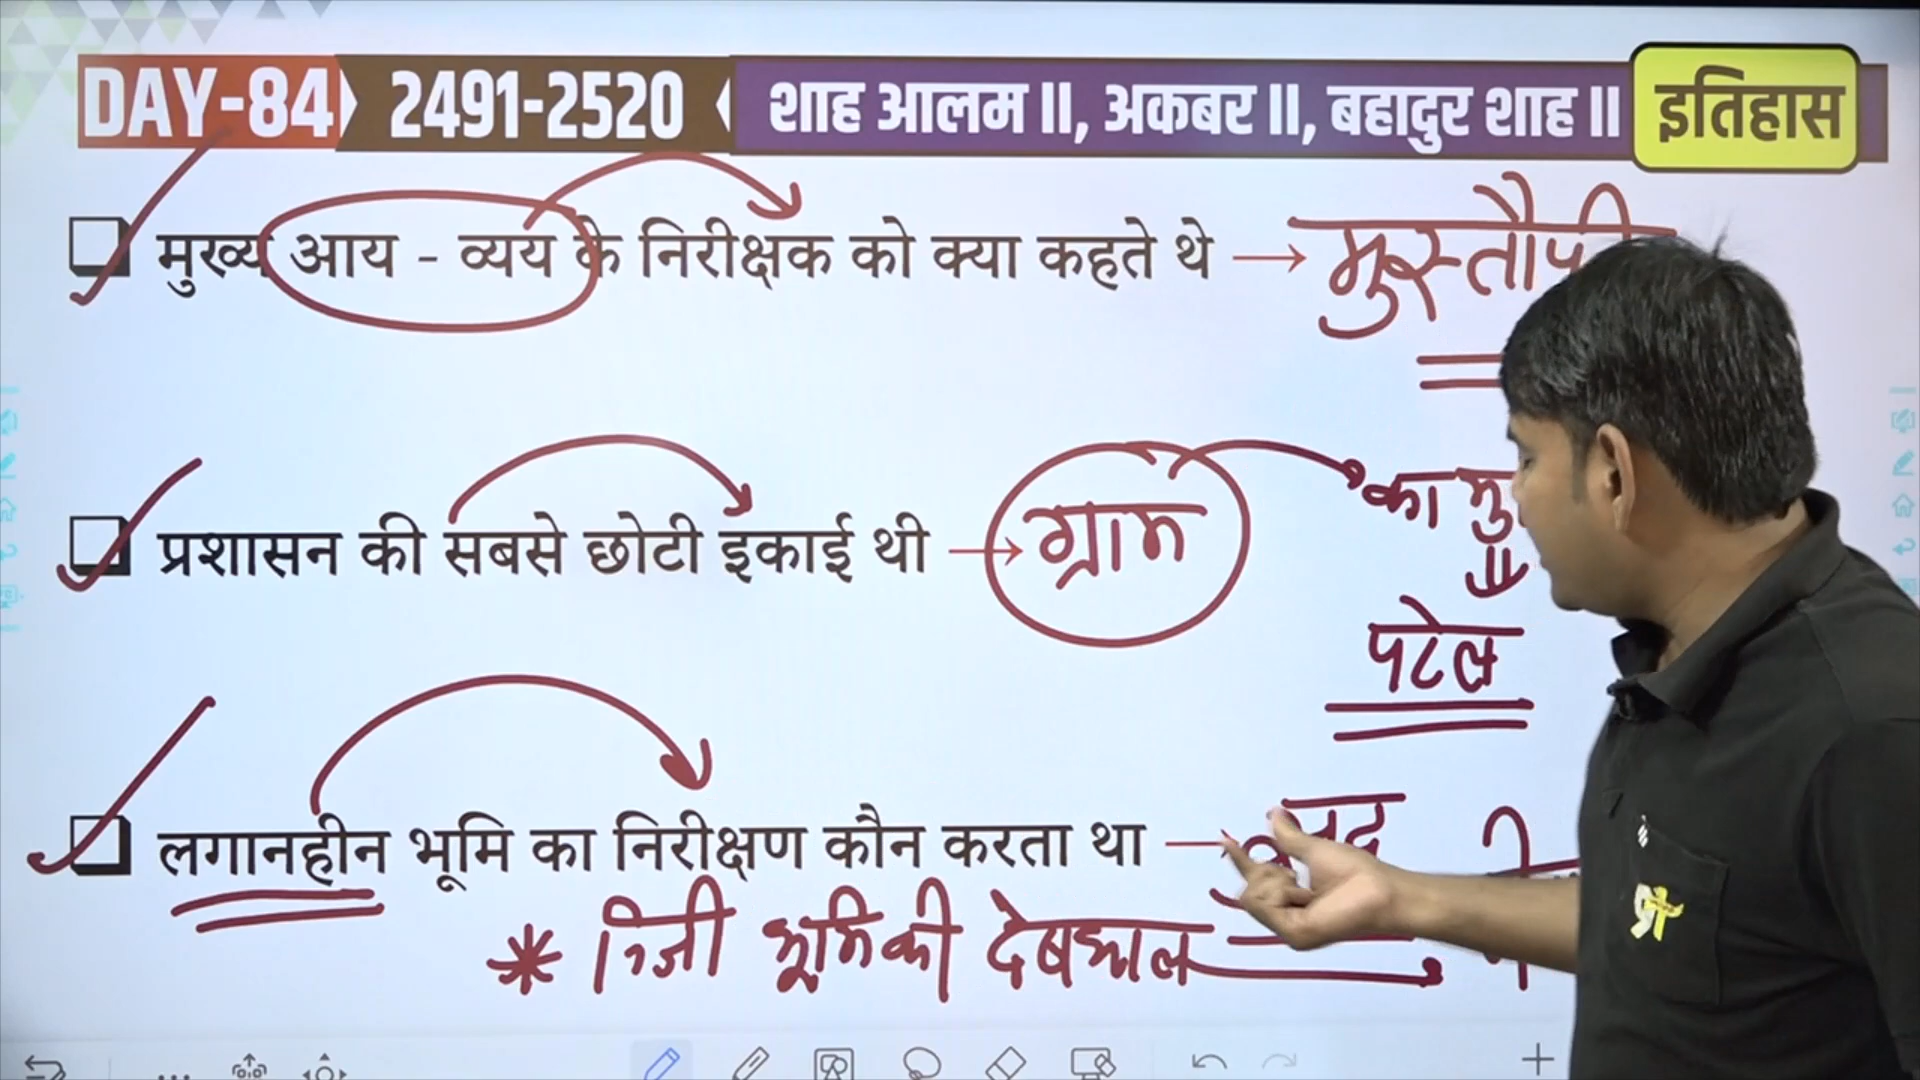 DAY-84 2491-2520 शाह आलम II, अकबर II, बहादुर शाह II इतिहास
मुख्य आय - व्यय के निरीक्षक को क्या कहते थे →
प्रशासन की सबसे छोटी इकाई थी → ग्राम का
पटेल
लगानहीन भूमि का निरीक्षण कौन करता था →
* निजी भूमि की देखभाल